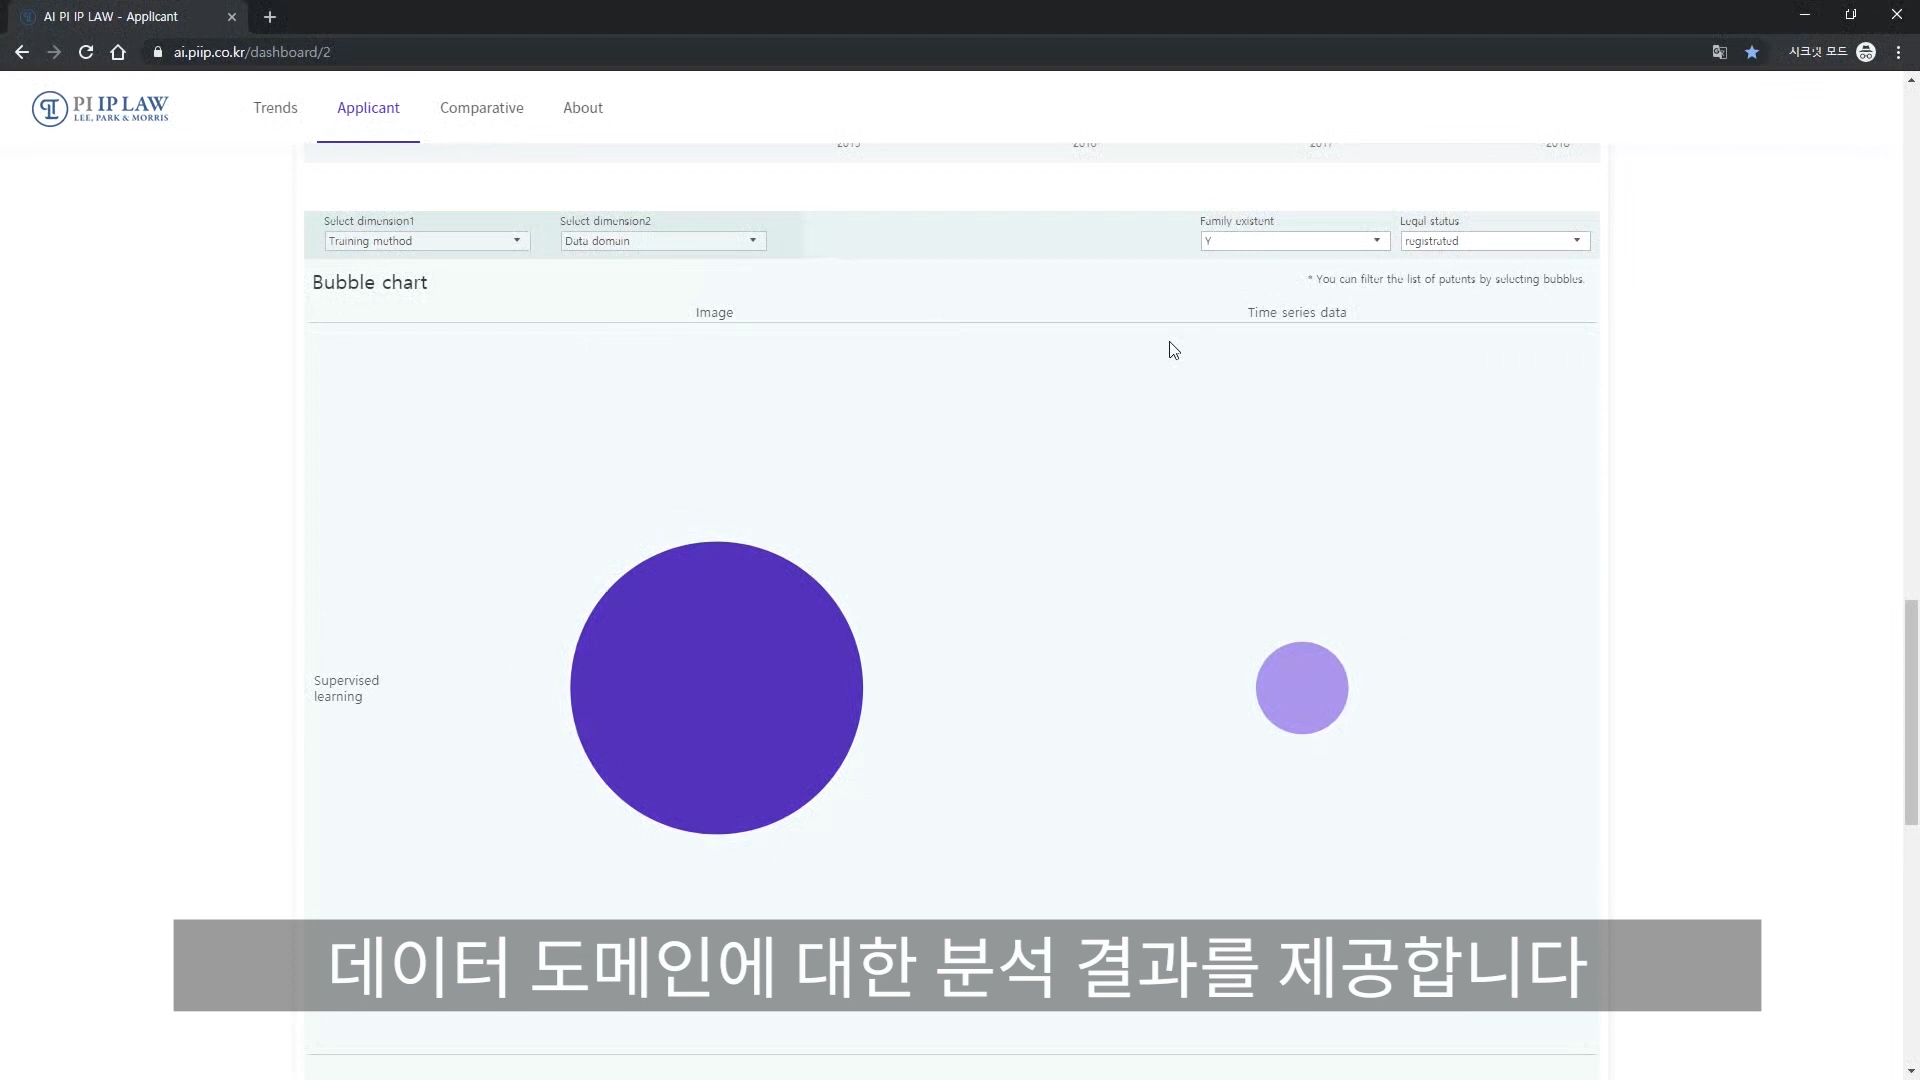 AI PI IP LAW - Applicant
ai.piip.co.kr/dashboard/2
시크릿 모드
PI IP LAW
LEE, PARK & MORRIS
Trends
Applicant
Comparative
About
2015
2016
2017
2018
Select dimension1
Select dimension2
Family existent
Legal status
Training method
Data domain
Y
registrated
Bubble chart
* You can filter the list of patents by selecting bubbles.
Image
Time series data
Supervised
learning
데이터 도메인에 대한 분석 결과를 제공합니다